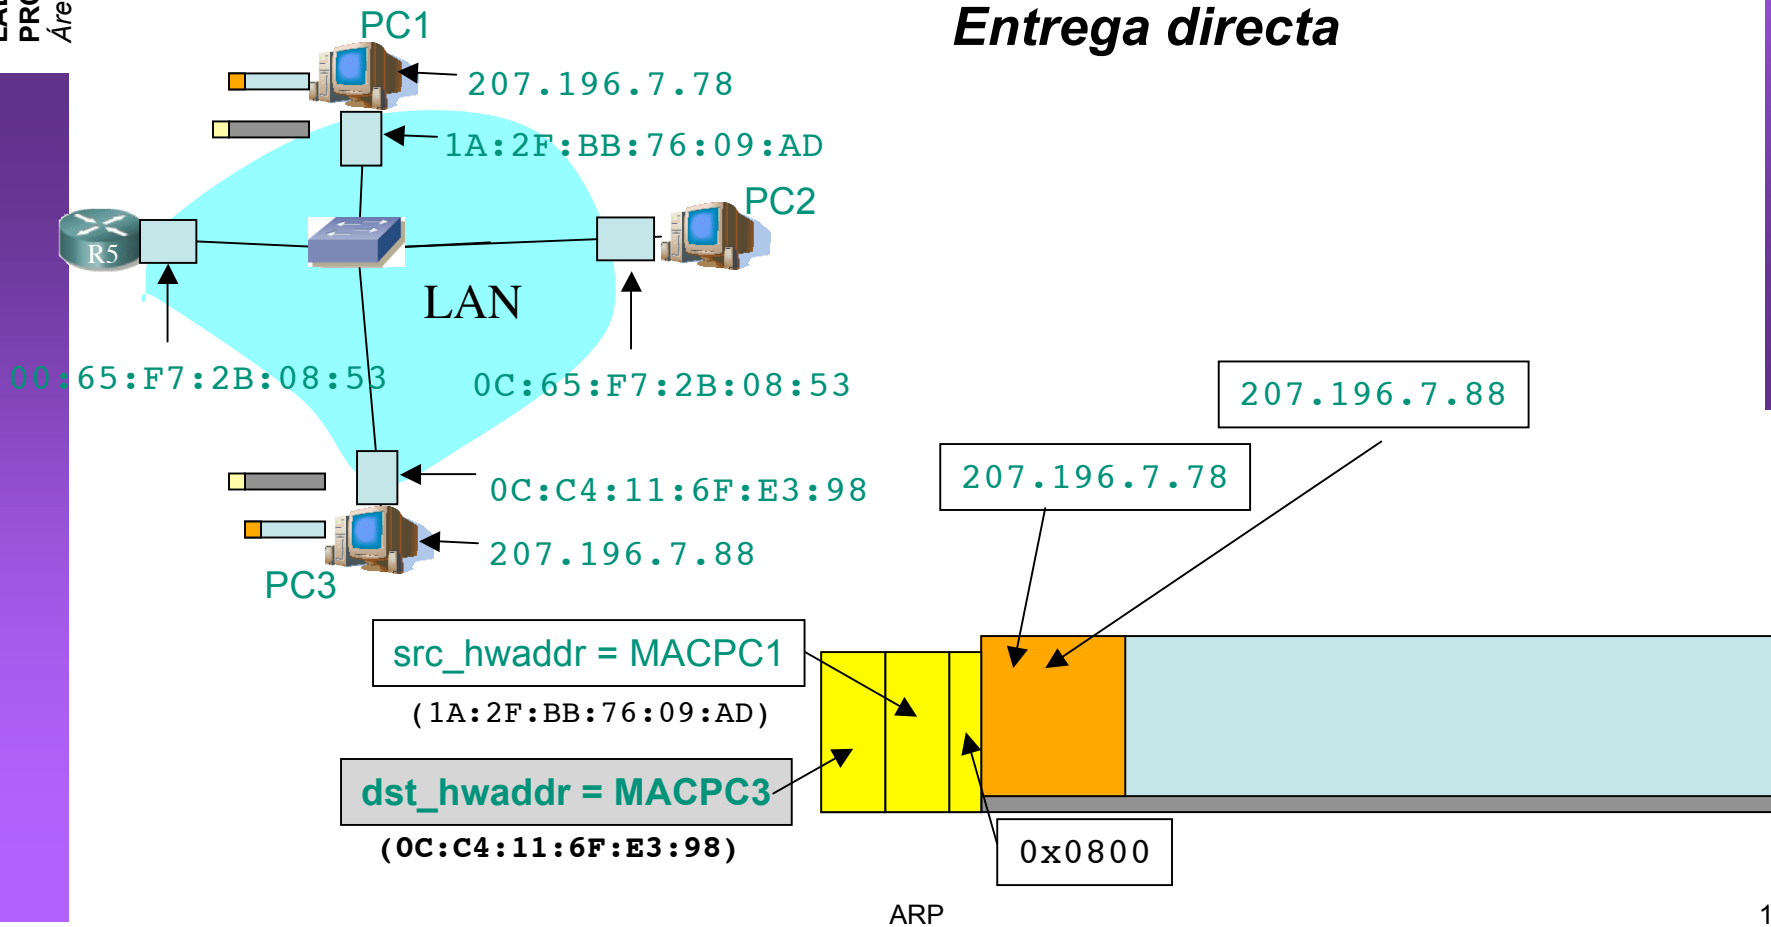 Entrega directa
PC1
207.196.7.78
1A:2F:BB:76:09:AD
PC2
R5
LAN
00:65:F7:2B:08:53
0C:65:F7:2B:08:53
207.196.7.88
207.196.7.78
0C:C4:11:6F:E3:98
207.196.7.88
PC3
src_hwaddr = MACPC1
(1A:2F:BB:76:09:AD)
dst_hwaddr = MACPC3
(0C:C4:11:6F:E3:98)
0x0800
ARP
1